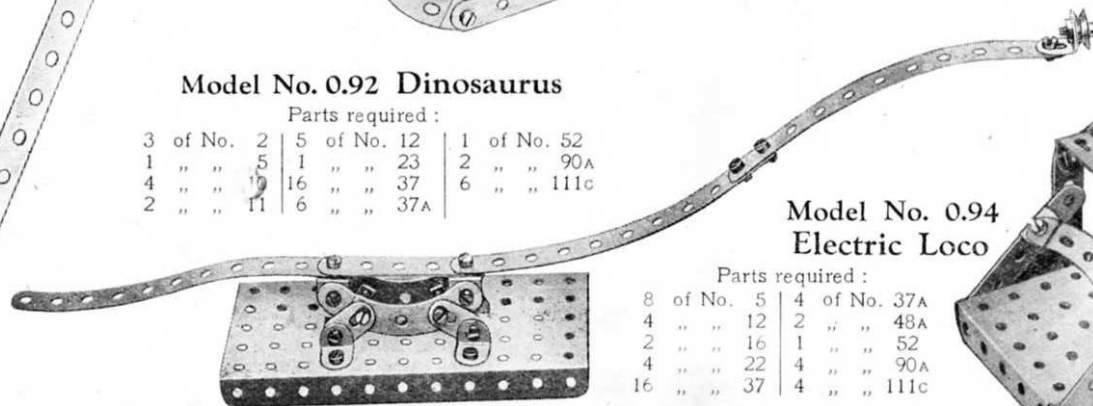 Model No. 0.92 Dinosaurus
Parts required :
3 of No. 2 | 5 of No. 12 | 1 of No. 52
1 „ „ 5 | 1 „ „ 23 | 2 „ „ 90A
4 „ „ 10 | 16 „ „ 37 | 6 „ „ 111C
2 „ „ 11 | 6 „ „ 37A
Model No. 0.94
Electric Loco
Parts required :
8 of No. 5 | 4 of No. 37A
4 „ „ 12 | 2 „ „ 48A
2 „ „ 16 | 1 „ „ 52
4 „ „ 22 | 4 „ „ 90A
16 „ „ 37 | 4 „ „ 111C